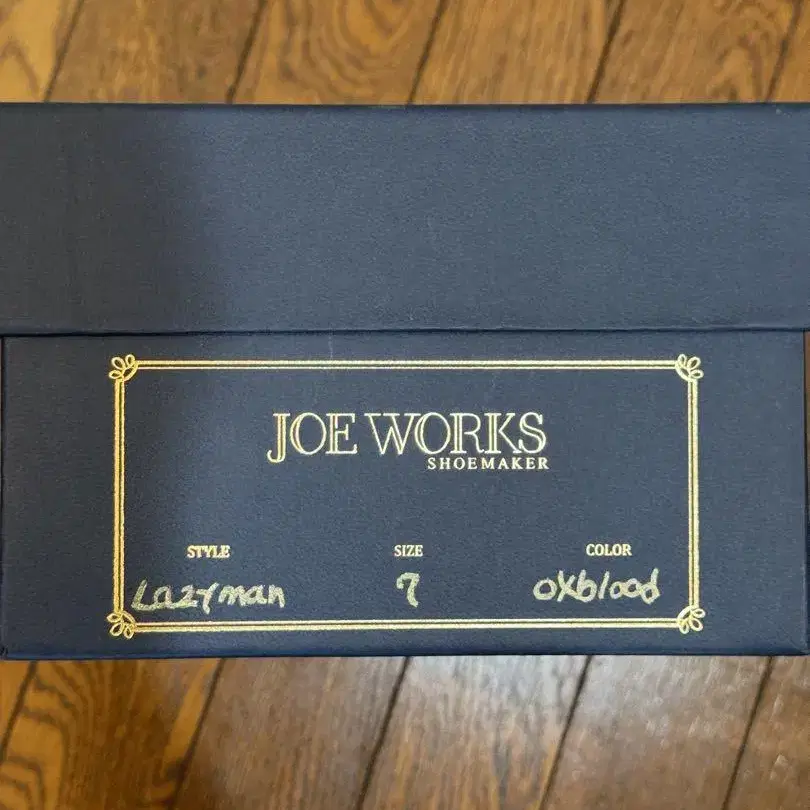 JOE WORKS
SHOEMAKER
STYLE SIZE COLOR
Lazyman 7 oxblood